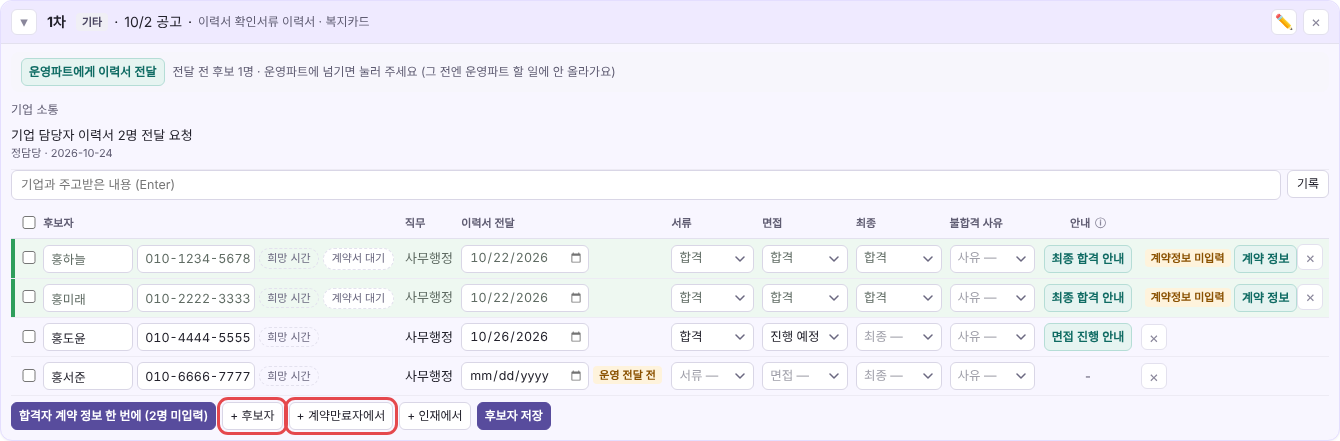 ▼ 1차 기타 · 10/2 공고 · 이력서 확인서류 이력서 · 복지카드 ✏️ ×
운영파트에게 이력서 전달 전달 전 후보 1명 · 운영파트에 넘기면 눌러 주세요 (그 전엔 운영파트 할 일에 안 올라가요)
기업 소통
기업 담당자 이력서 2명 전달 요청
정담당 · 2026-10-24
기업과 주고받은 내용 (Enter) 기록
후보자 직무 이력서 전달 서류 면접 최종 불합격 사유 안내 ⓘ
홍하늘 010-1234-5678 희망 시간 계약서 대기 사무행정 10/22/2026 합격 합격 합격 사유 — 최종 합격 안내 계약정보 미입력 계약 정보 ×
홍미래 010-2222-3333 희망 시간 계약서 대기 사무행정 10/22/2026 합격 합격 합격 사유 — 최종 합격 안내 계약정보 미입력 계약 정보 ×
홍도윤 010-4444-5555 희망 시간 사무행정 10/26/2026 합격 진행 예정 최종 — 사유 — 면접 진행 안내 ×
홍서준 010-6666-7777 희망 시간 사무행정 mm/dd/yyyy 운영 전달 전 서류 — 면접 — 최종 — 사유 — - ×
합격자 계약 정보 한 번에 (2명 미입력) + 후보자 + 계약만료자에서 + 인재에서 후보자 저장